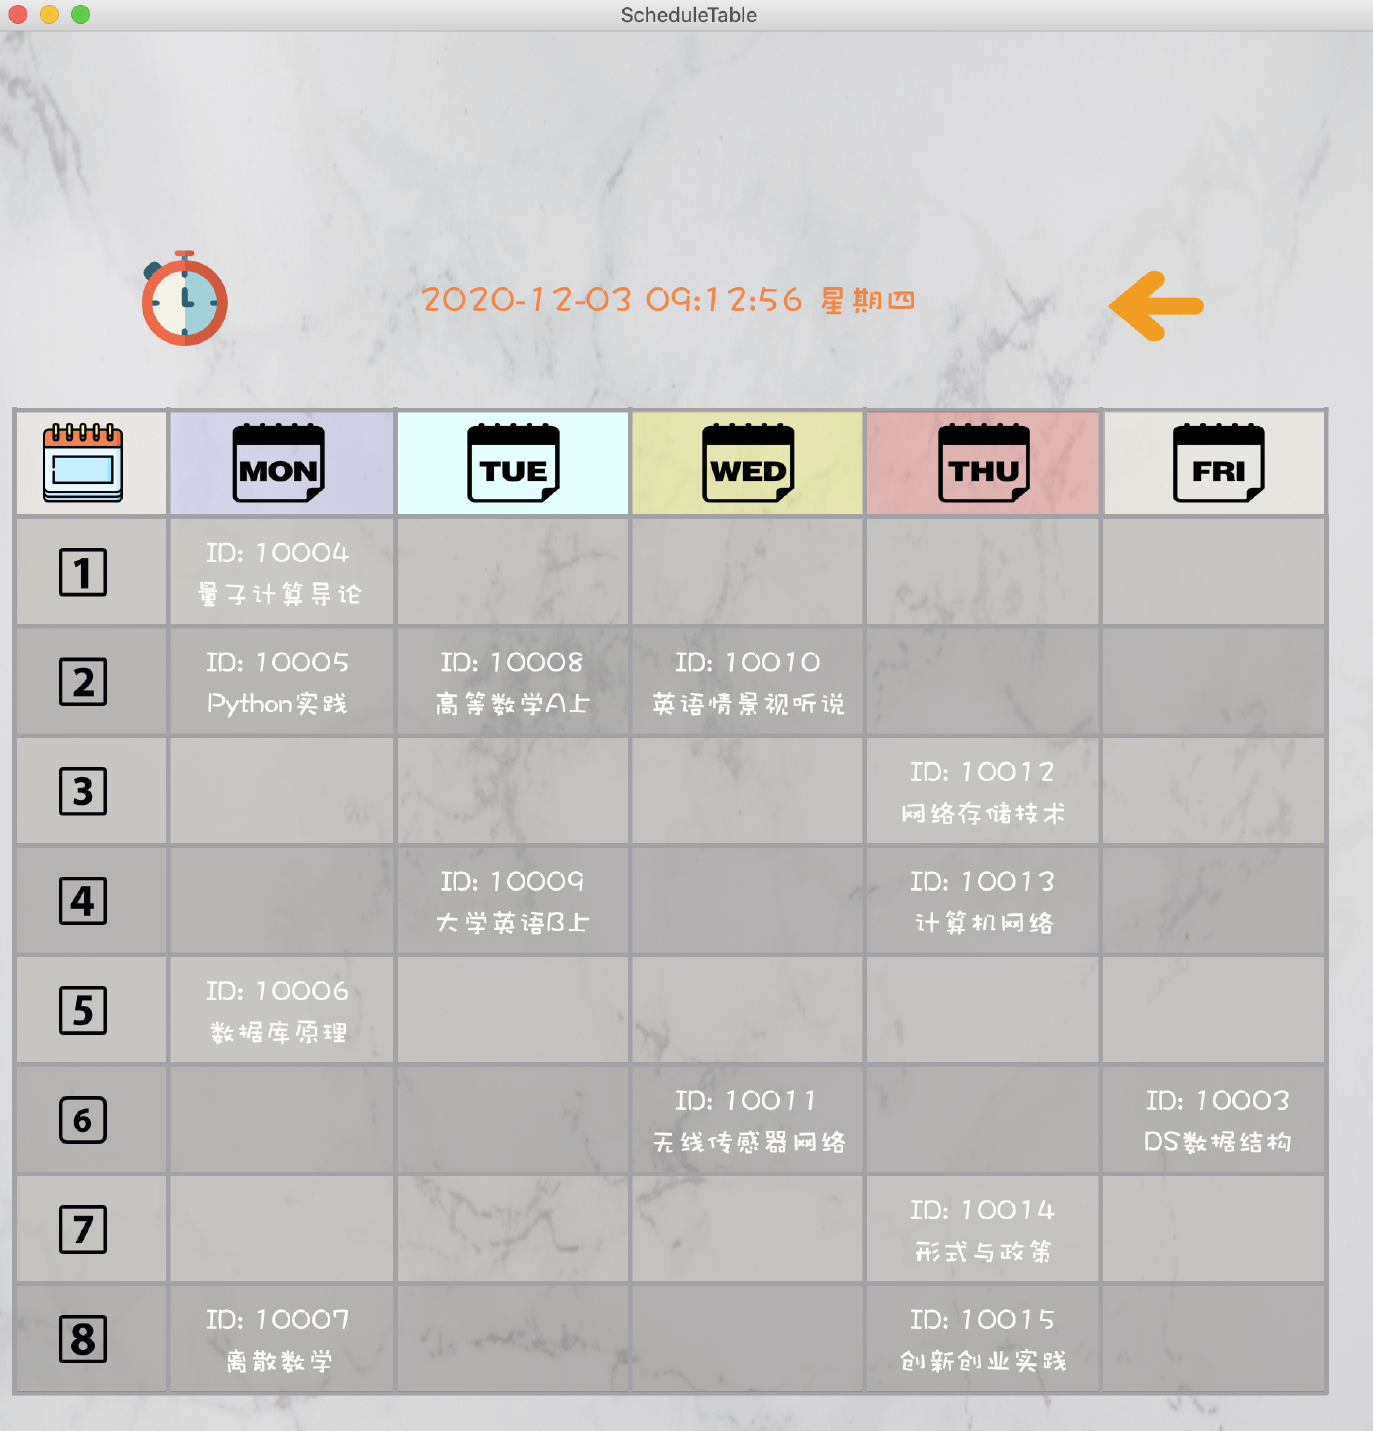 ScheduleTable
2020-12-03 09:12:56 星期四
MON TUE WED THU FRI
1
ID: 10004
量子计算导论
2
ID: 10005 ID: 10008 ID: 10010
Python实践 高等数学A上 英语情景视听说
3
ID: 10012
网络存储技术
4
ID: 10009 ID: 10013
大学英语B上 计算机网络
5
ID: 10006
数据库原理
6
ID: 10011 ID: 10003
无线传感器网络 DS数据结构
7
ID: 10014
形式与政策
8
ID: 10007 ID: 10015
离散数学 创新创业实践